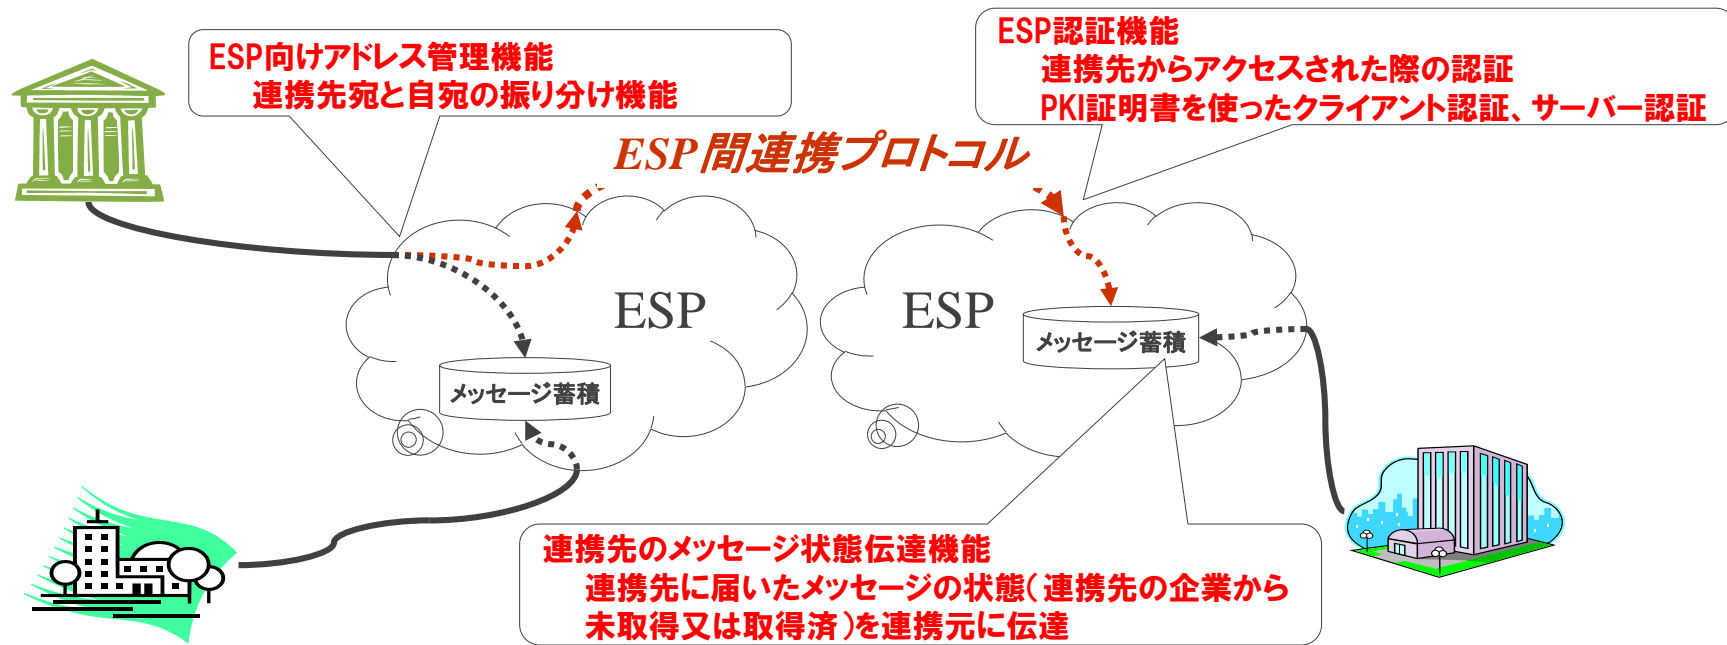 ESP向けアドレス管理機能
連携先宛と自宛の振り分け機能
ESP認証機能
連携先からアクセスされた際の認証
PKI証明書を使ったクライアント認証、サーバー認証
ESP間連携プロトコル
ESP
メッセージ蓄積
ESP
メッセージ蓄積
連携先のメッセージ状態伝達機能
連携先に届いたメッセージの状態(連携先の企業から
未取得又は取得済)を連携元に伝達